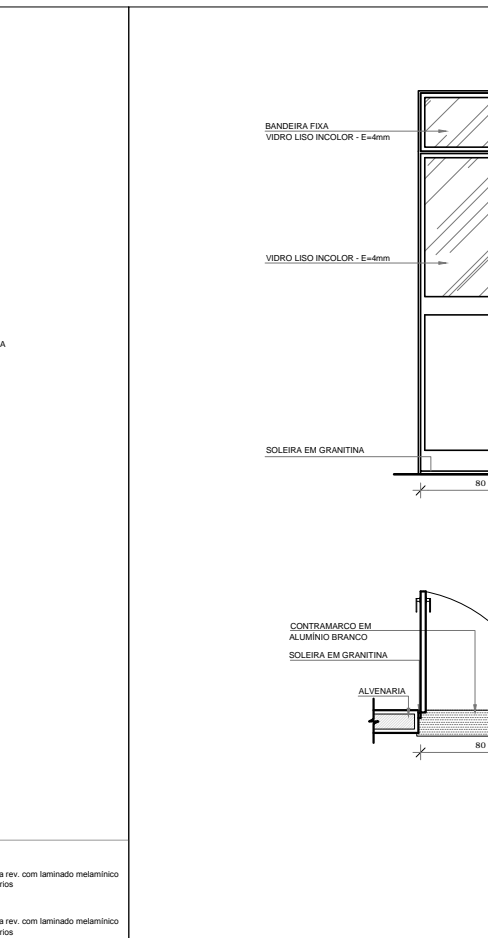 BANDEIRA FIXA
VIDRO LISO INCOLOR - E=4mm
VIDRO LISO INCOLOR - E=4mm
A
SOLEIRA EM GRANITINA
80
CONTRAMARCO EM
ALUMÍNIO BRANCO
SOLEIRA EM GRANITINA
ALVENARIA
80
a rev. com laminado melamínico
rios
a rev. com laminado melamínico
rios